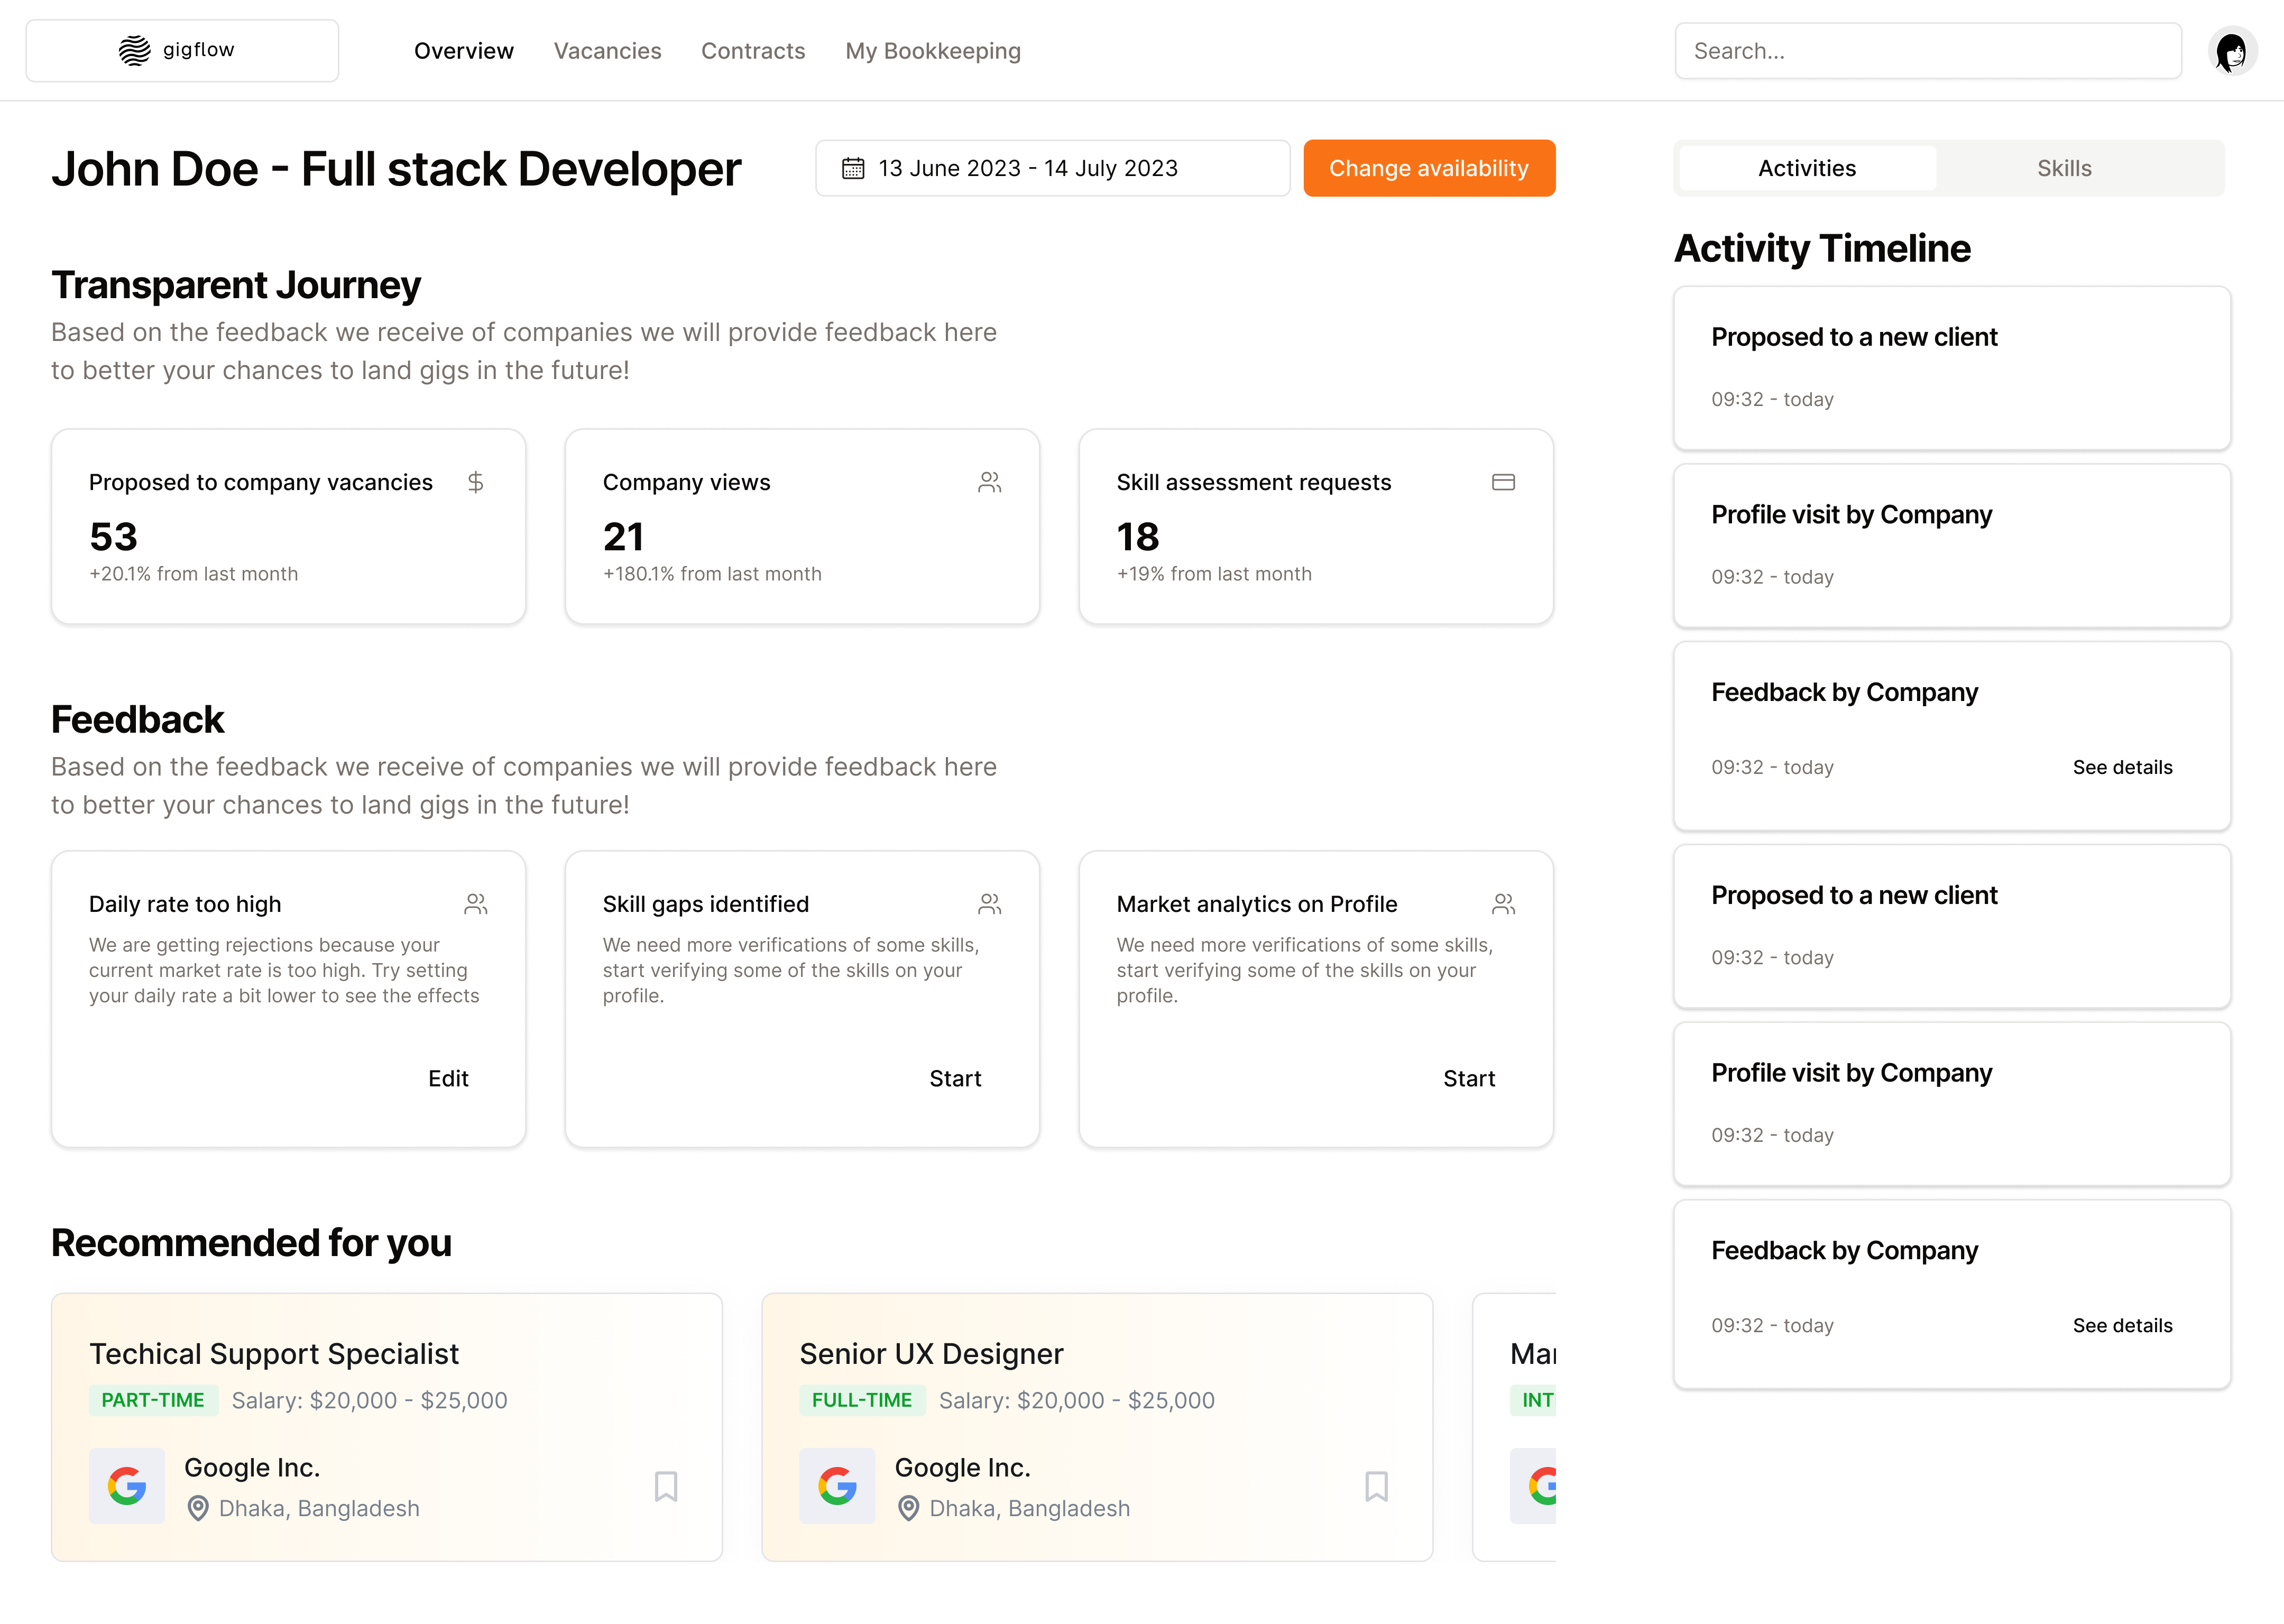 gigflow
Overview
Vacancies
Contracts
My Bookkeeping
Search...
John Doe - Full stack Developer
13 June 2023 - 14 July 2023
Change availability
Transparent Journey
Based on the feedback we receive of companies we will provide feedback here
to better your chances to land gigs in the future!
Proposed to company vacancies
53
+20.1% from last month
Company views
21
+180.1% from last month
Skill assessment requests
18
+19% from last month
Feedback
Based on the feedback we receive of companies we will provide feedback here
to better your chances to land gigs in the future!
Daily rate too high
We are getting rejections because your
current market rate is too high. Try setting
your daily rate a bit lower to see the effects
Edit
Skill gaps identified
We need more verifications of some skills,
start verifying some of the skills on your
profile.
Start
Market analytics on Profile
We need more verifications of some skills,
start verifying some of the skills on your
profile.
Start
Recommended for you
Techical Support Specialist
PART-TIME
Salary: $20,000 - $25,000
Google Inc.
Dhaka, Bangladesh
Senior UX Designer
FULL-TIME
Salary: $20,000 - $25,000
Google Inc.
Dhaka, Bangladesh
Activities
Skills
Activity Timeline
Proposed to a new client
09:32 - today
Profile visit by Company
09:32 - today
Feedback by Company
09:32 - today
See details
Proposed to a new client
09:32 - today
Profile visit by Company
09:32 - today
Feedback by Company
09:32 - today
See details